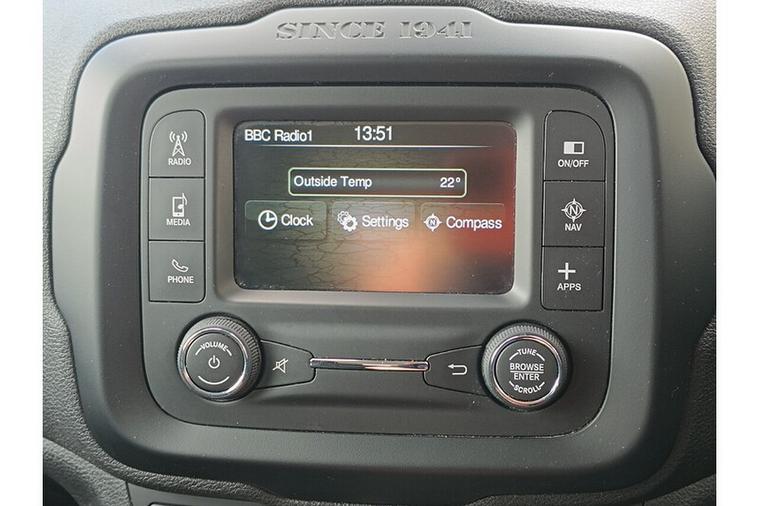 SINCE 1941
BBC Radio1 13:51
Outside Temp 22°
Clock Settings Compass
RADIO
MEDIA
PHONE
ON/OFF
N
NAV
APPS
VOLUME
TUNE
BROWSE
ENTER
SCROLL